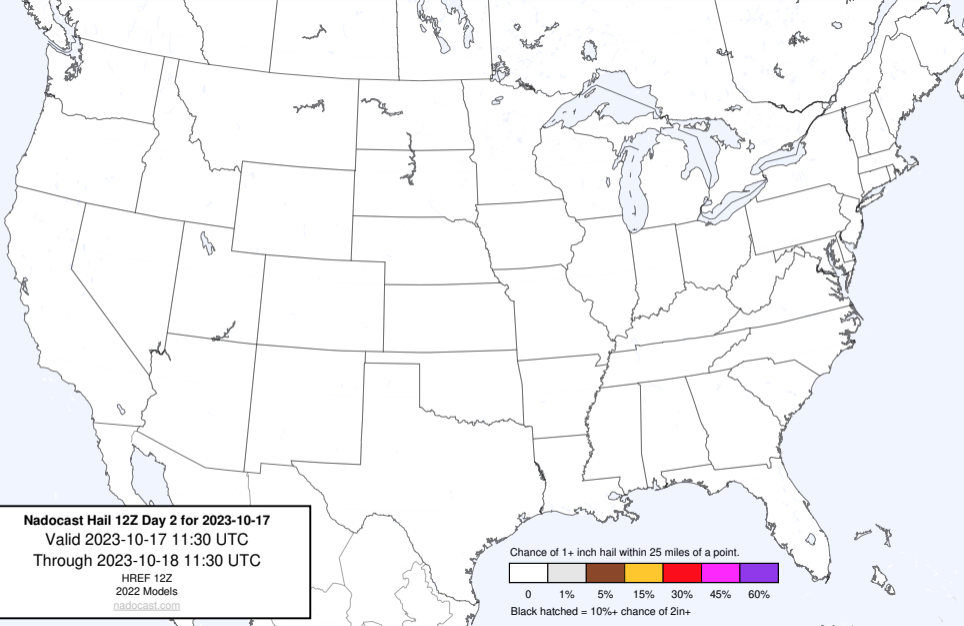 Nadocast Hail 12Z Day 2 for 2023-10-17
Valid 2023-10-17 11:30 UTC
Through 2023-10-18 11:30 UTC
HREF 12Z
2022 Models
nadocast.com
Chance of 1+ inch hail within 25 miles of a point.
0 1% 5% 15% 30% 45% 60%
Black hatched = 10%+ chance of 2in+